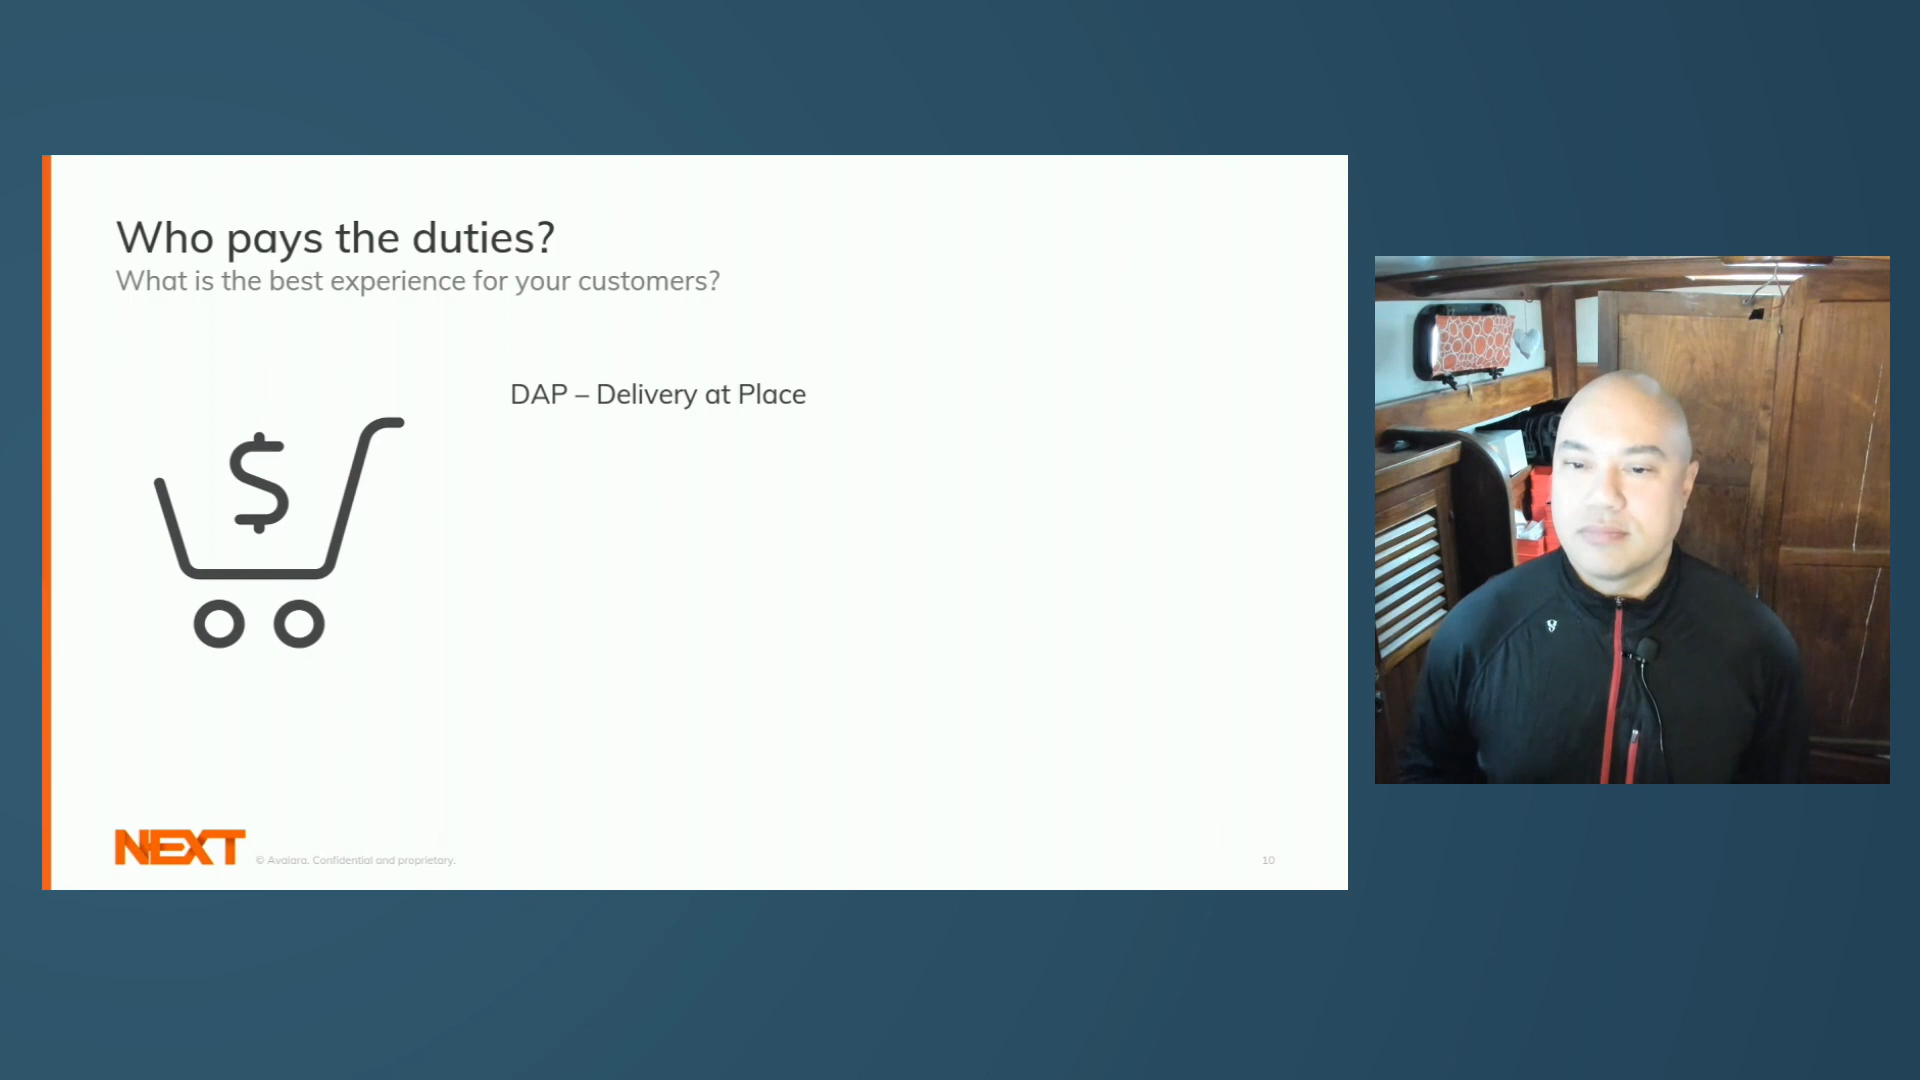 Who pays the duties?
What is the best experience for your customers?
DAP – Delivery at Place
$
NEXT
© Avalara. Confidential and proprietary.
10